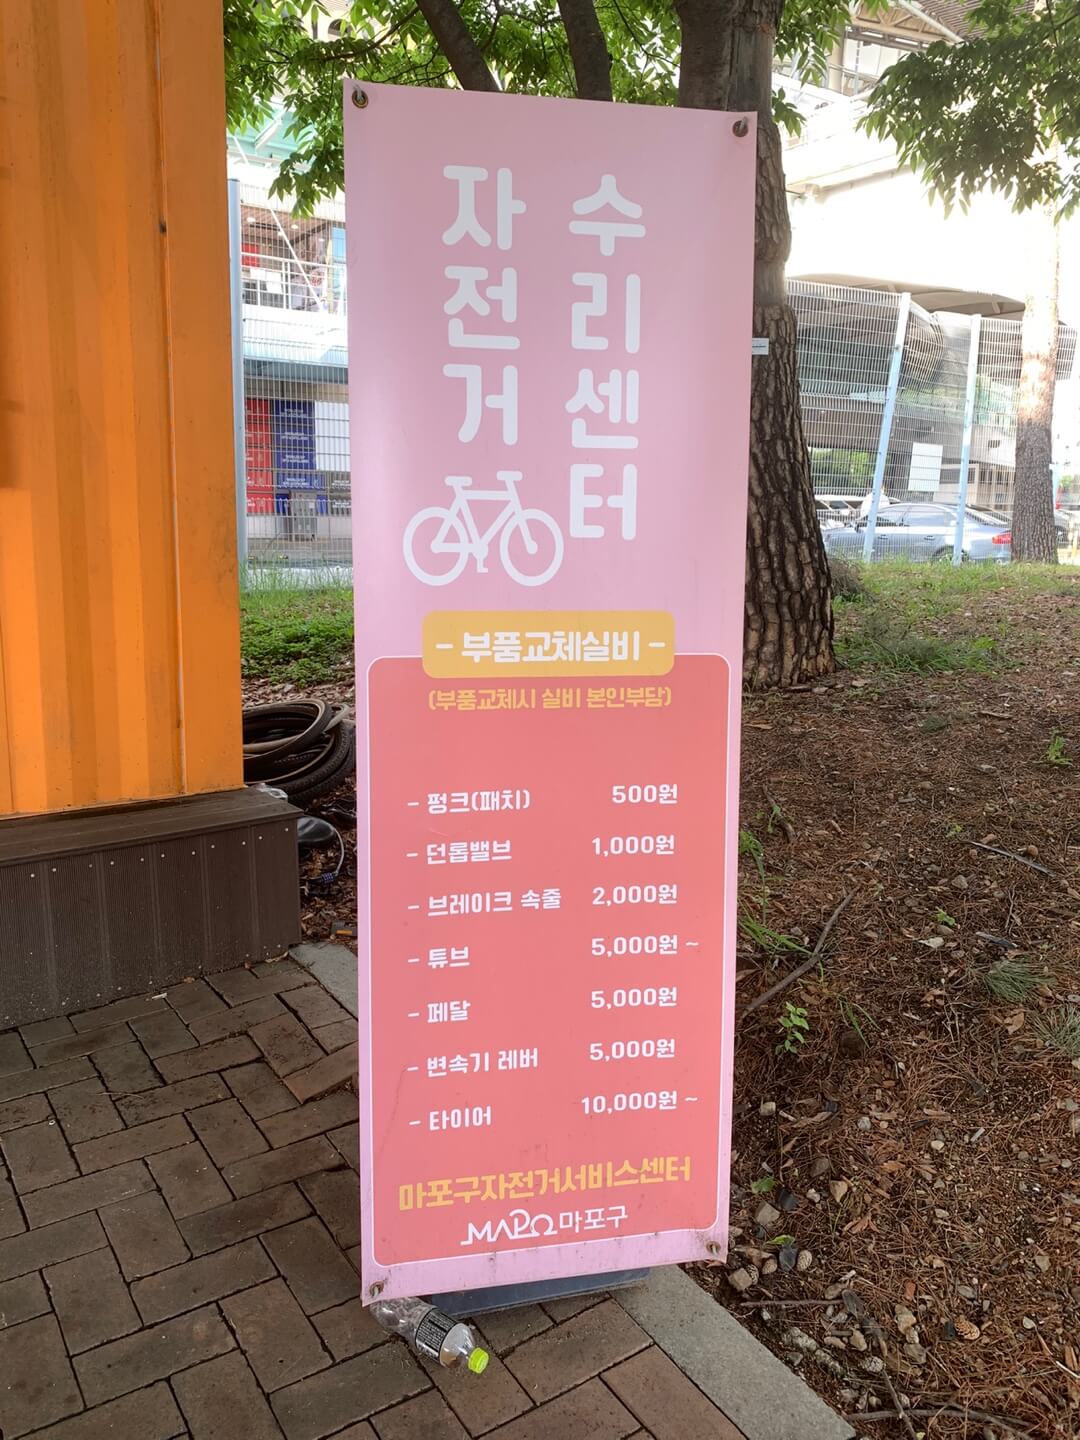 자전거
수리센터
- 부품교체실비 -
(부품교체시 실비 본인부담)
- 펑크(패치) 500원
- 던롭밸브 1,000원
- 브레이크 속줄 2,000원
- 튜브 5,000원 ~
- 페달 5,000원
- 변속기 레버 5,000원
- 타이어 10,000원 ~
마포구자전거서비스센터
MAPO 마포구